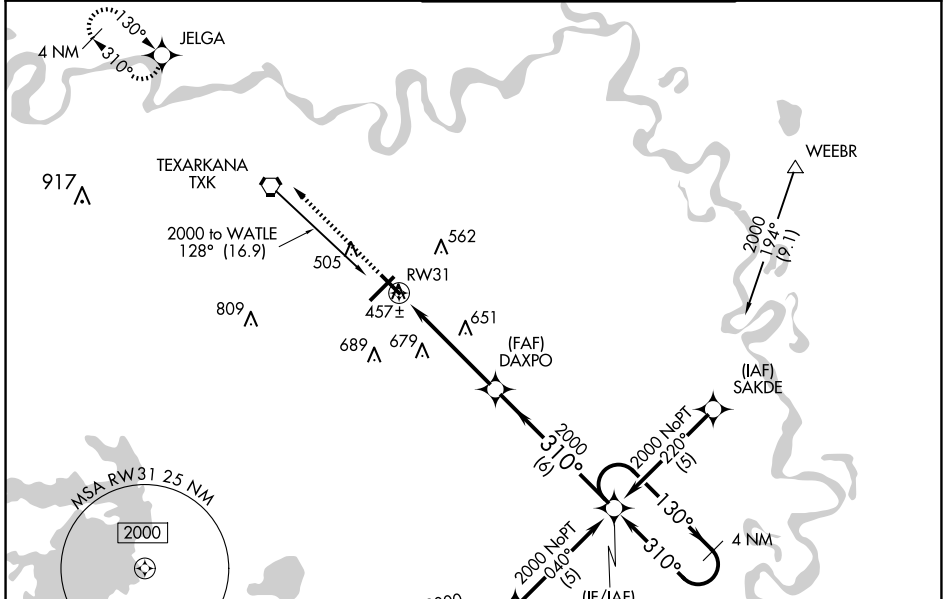 130°
JELGA
4 NM
310°
WEEBR
TEXARKANA
TXK
917
2000 to WATLE
128° (16.9)
505
562
2000
194°
(9.1)
RW31
457±
809
651
689
679
(FAF)
DAXPO
(IAF)
SAKDE
2000
310°
(6)
2000 NoPT
220°
(5)
MSA RW31 25 NM
2000
130°
4 NM
310°
2000 NoPT
040°
(5)
(IF/IAF)